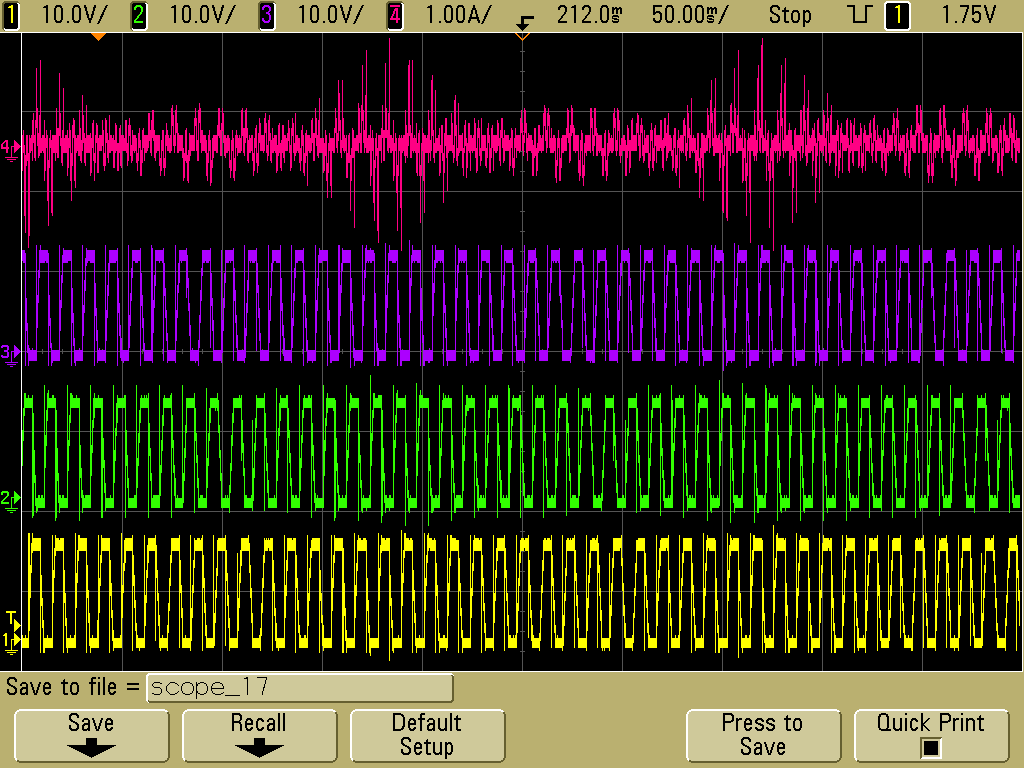 1 10.0V/ 2 10.0V/ 3 10.0V/ 4 1.00A/ 212.0ms 50.00ms/ Stop 1 1.75V
4
3
2
T
1
Save to file = scope_17
Save Recall Default Setup Press to Save Quick Print